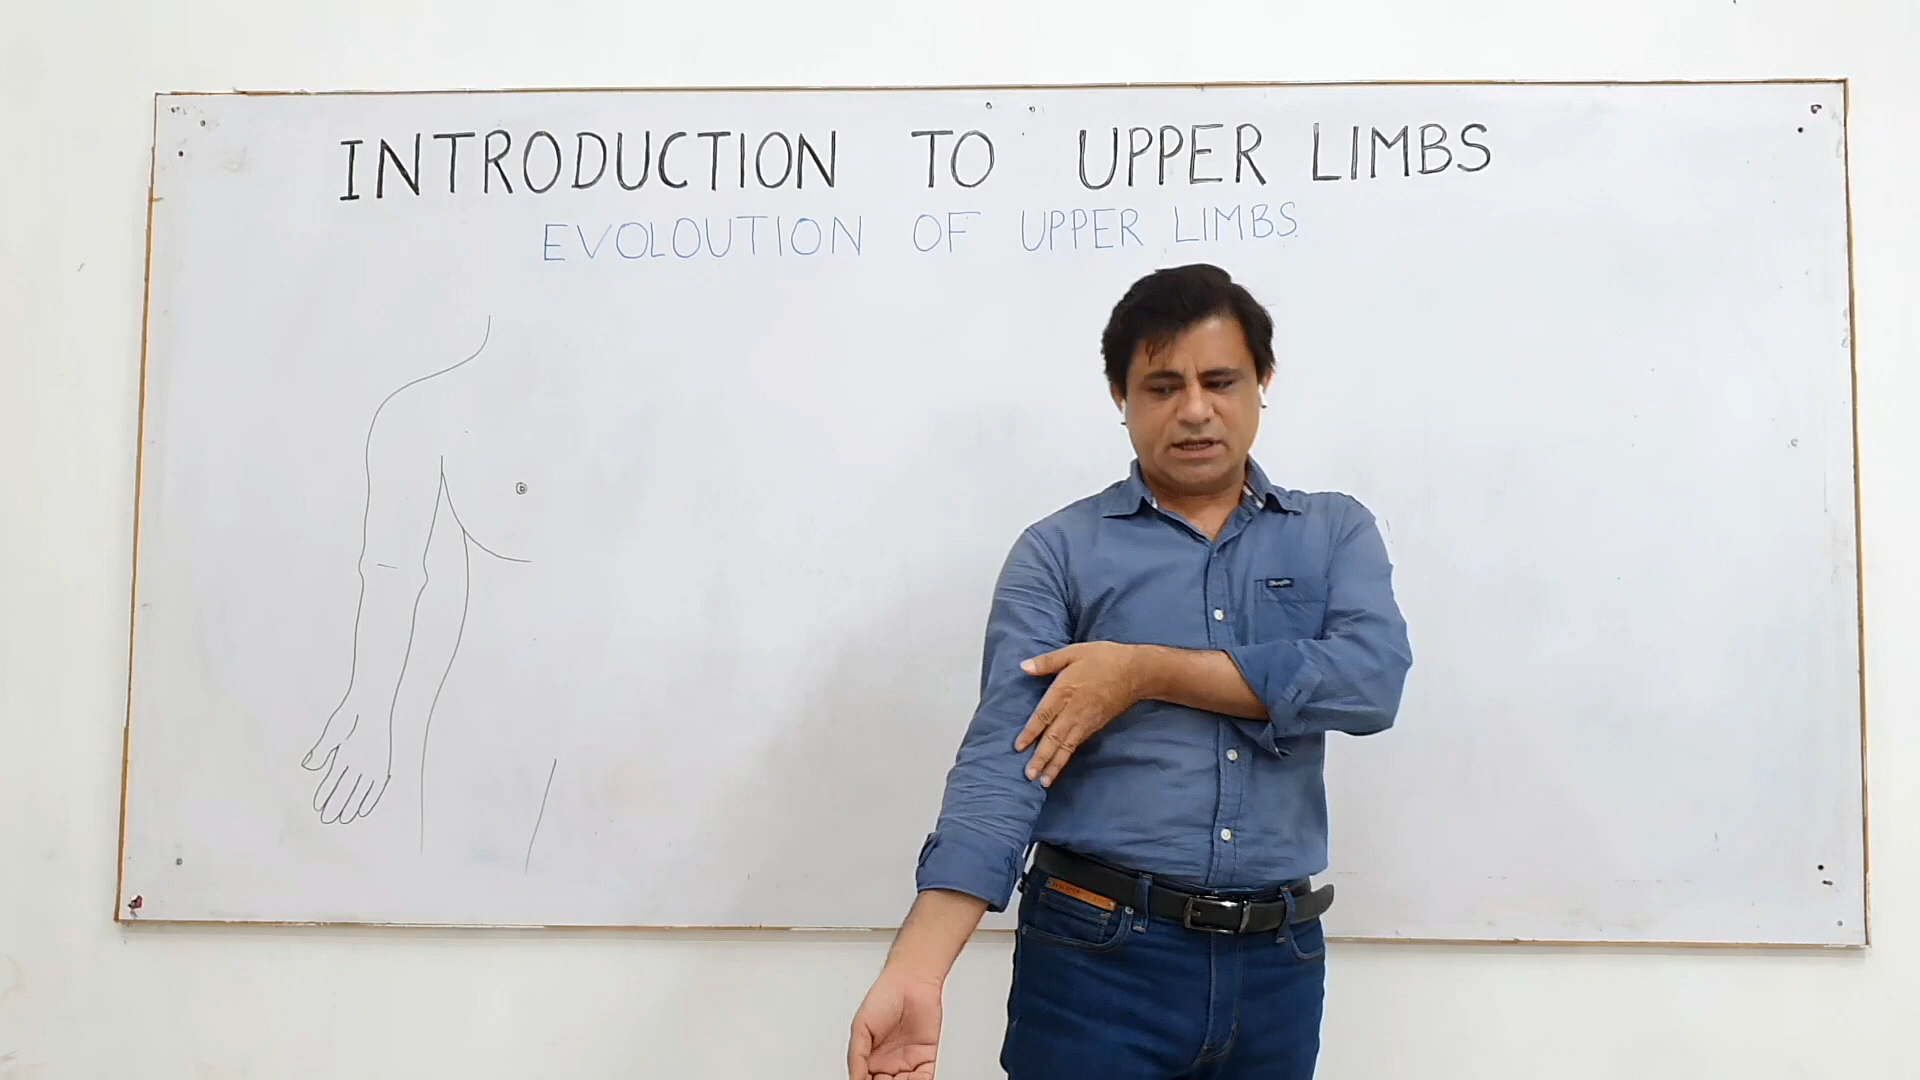 INTRODUCTION TO UPPER LIMBS
EVOLOUTION OF UPPER LIMBS